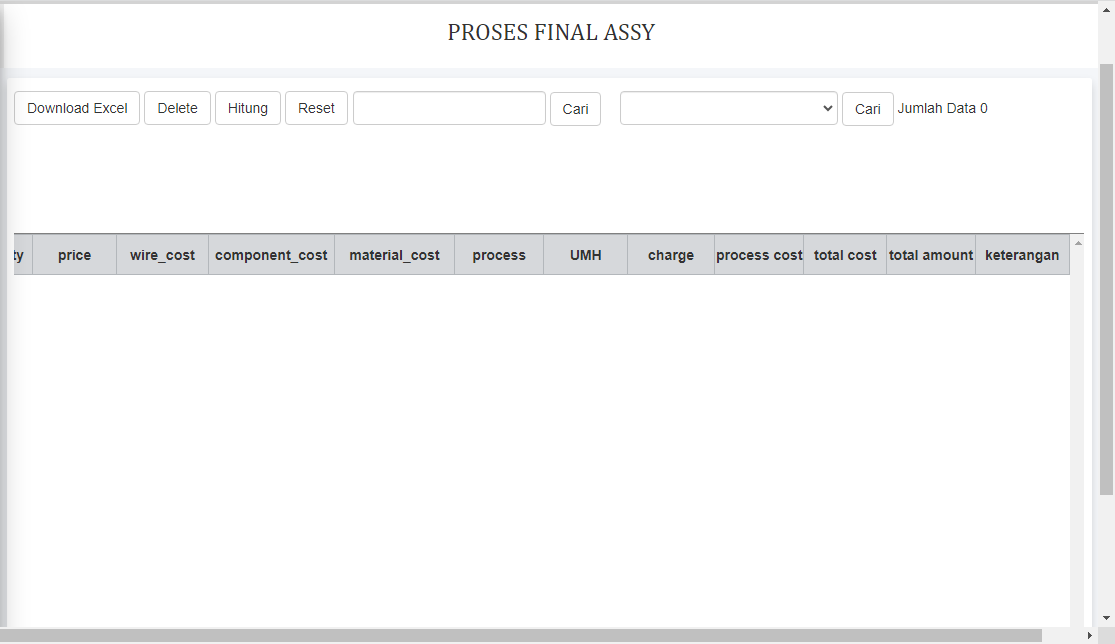 PROSES FINAL ASSY
Download Excel Delete Hitung Reset Cari Cari Jumlah Data 0
ty price wire_cost component_cost material_cost process UMH charge process cost total cost total amount keterangan